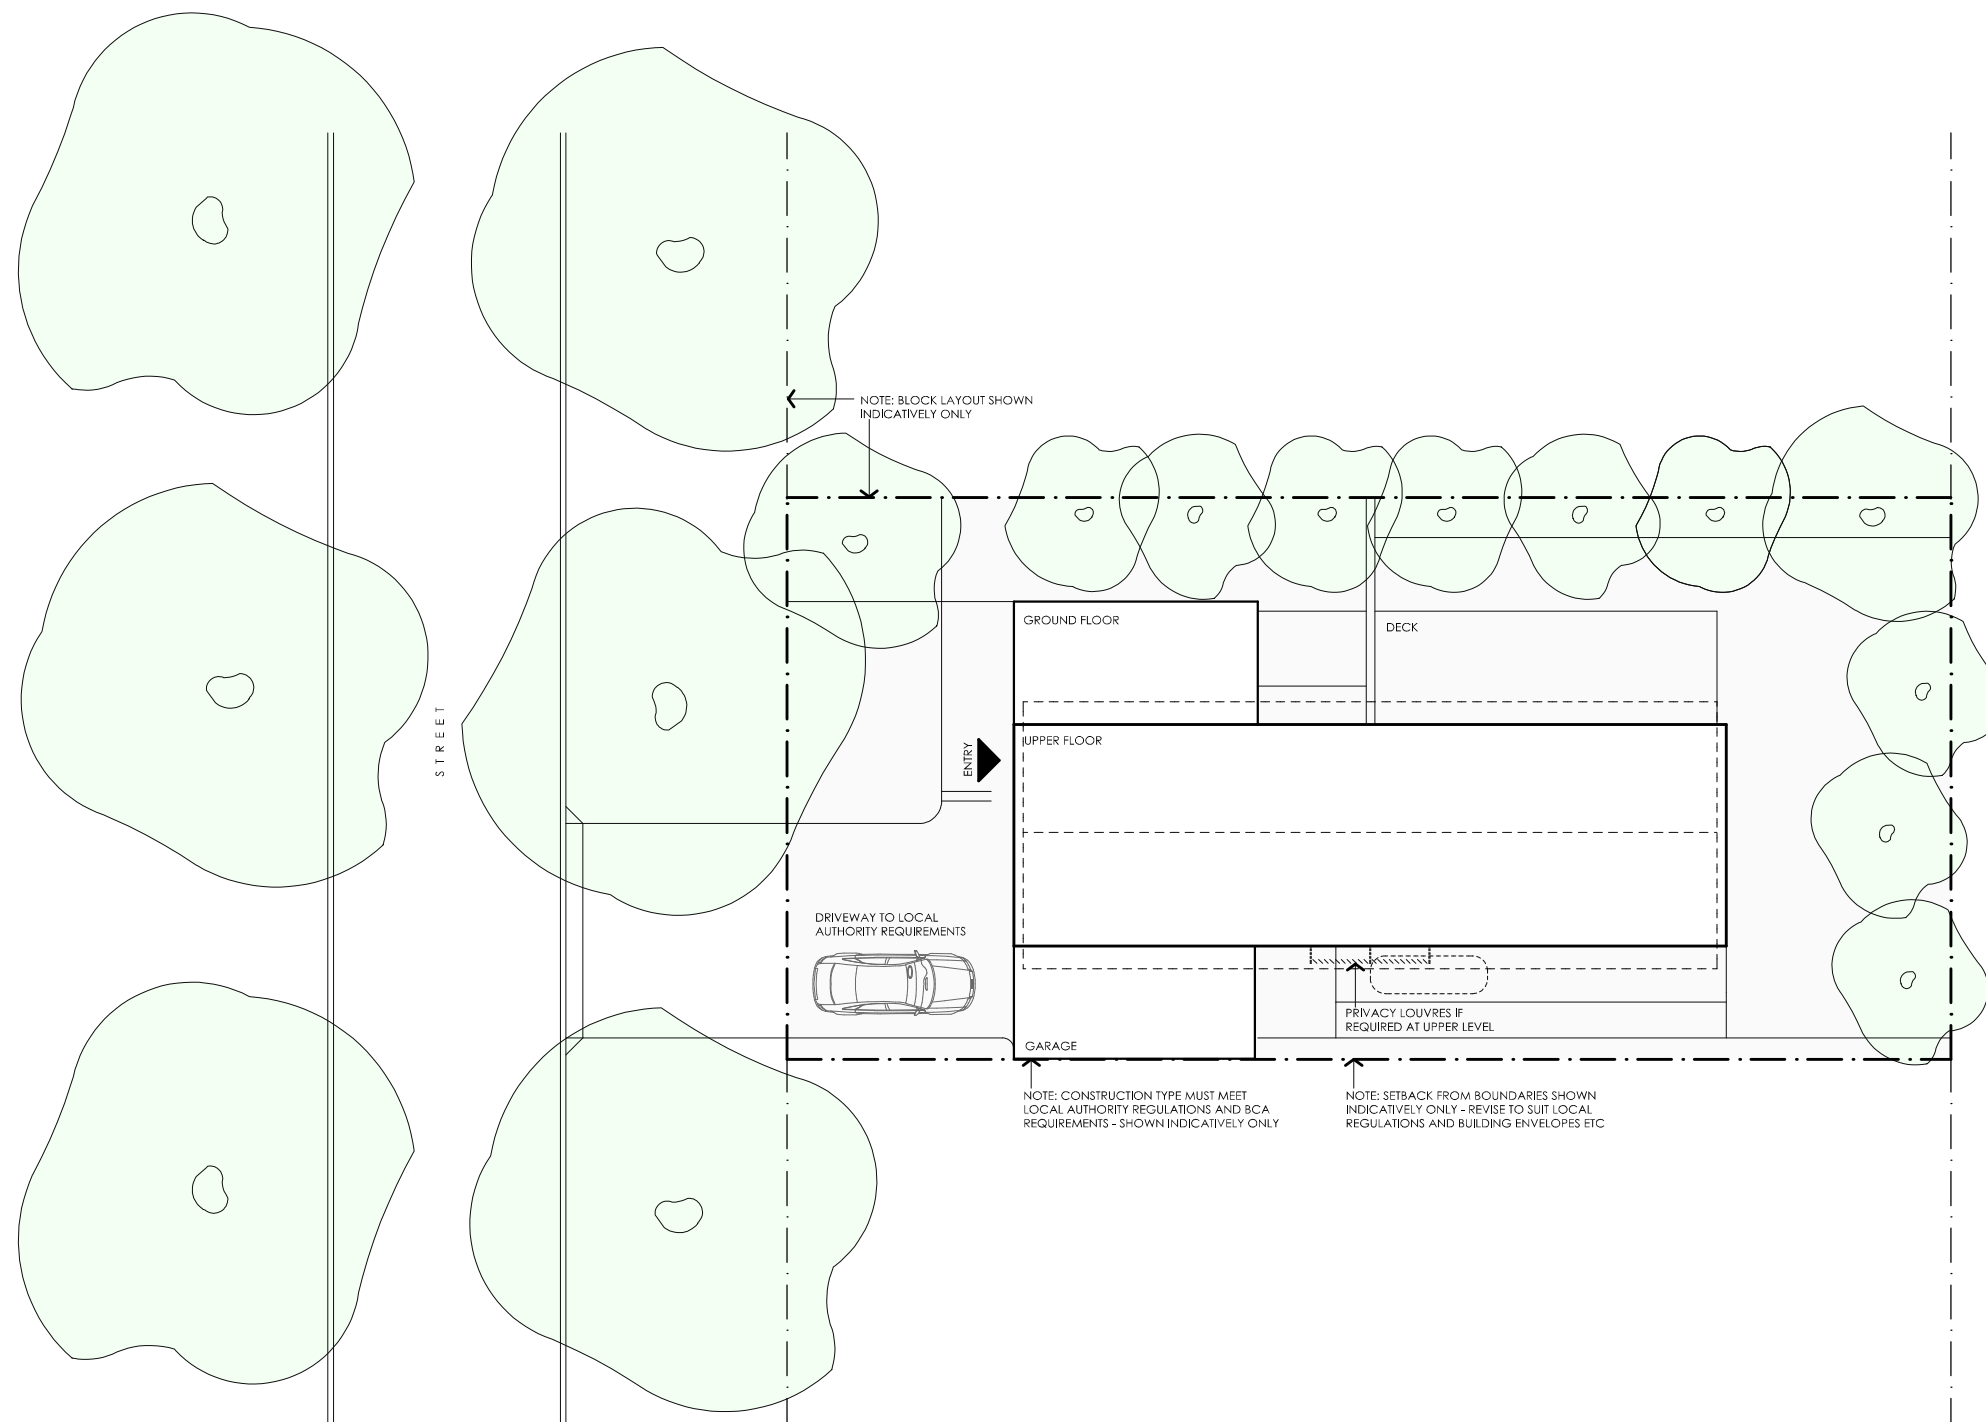 NOTE: BLOCK LAYOUT SHOWN
INDICATIVELY ONLY
GROUND FLOOR
DECK
STREET
ENTRY
UPPER FLOOR
DRIVEWAY TO LOCAL
AUTHORITY REQUIREMENTS
PRIVACY LOUVRES IF
REQUIRED AT UPPER LEVEL
GARAGE
NOTE: CONSTRUCTION TYPE MUST MEET
LOCAL AUTHORITY REGULATIONS AND BCA
REQUIREMENTS - SHOWN INDICATIVELY ONLY
NOTE: SETBACK FROM BOUNDARIES SHOWN
INDICATIVELY ONLY - REVISE TO SUIT LOCAL
REGULATIONS AND BUILDING ENVELOPES ETC